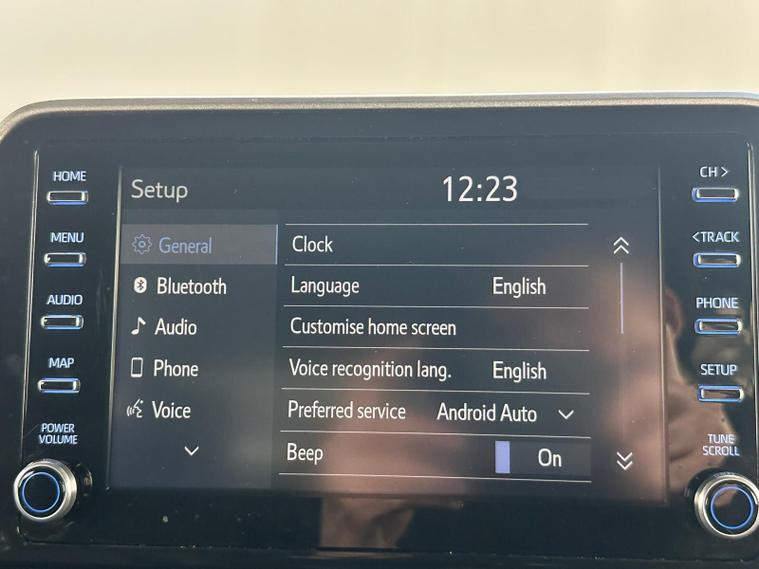 HOME
MENU
AUDIO
MAP
POWER
VOLUME
Setup 12:23
General
Bluetooth
Audio
Phone
Voice
Clock
Language English
Customise home screen
Voice recognition lang. English
Preferred service Android Auto
Beep On
CH >
< TRACK
PHONE
SETUP
TUNE
SCROLL